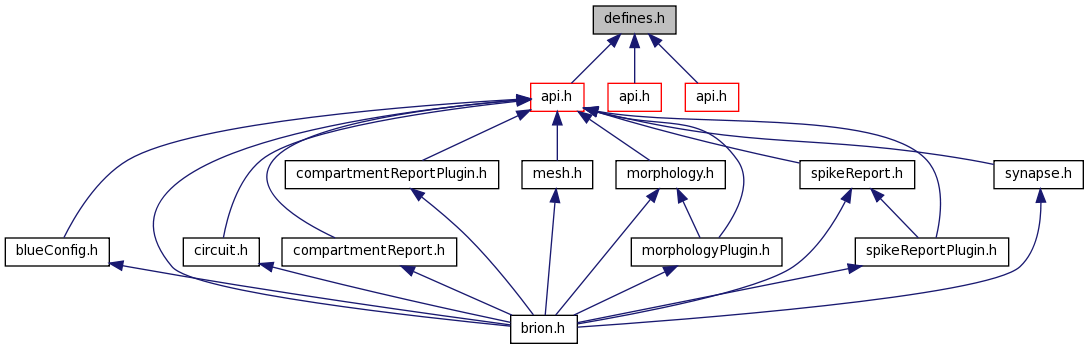 defines.h
api.h
api.h
api.h
compartmentReportPlugin.h
mesh.h
morphology.h
spikeReport.h
synapse.h
blueConfig.h
circuit.h
compartmentReport.h
morphologyPlugin.h
spikeReportPlugin.h
brion.h